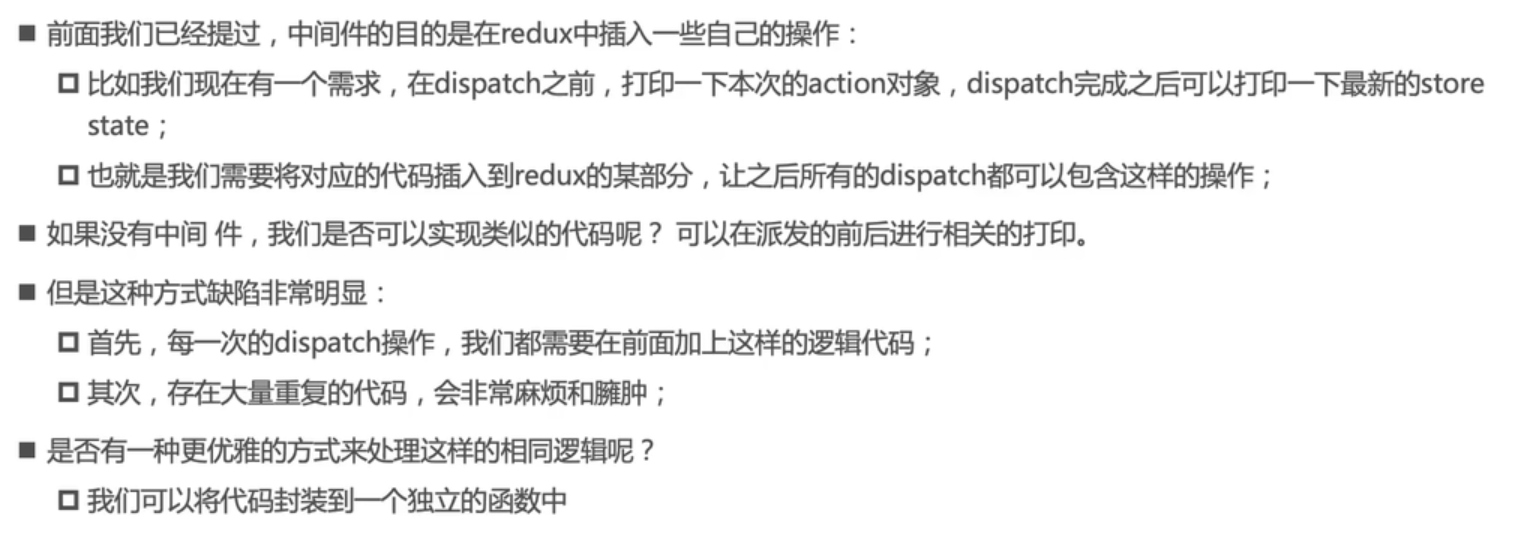 ■ 前面我们已经提过，中间件的目的是在redux中插入一些自己的操作：
比如我们现在有一个需求，在dispatch之前，打印一下本次的action对象，dispatch完成之后可以打印一下最新的store
state；
也就是我们需要将对应的代码插入到redux的某部分，让之后所有的dispatch都可以包含这样的操作；
■ 如果没有中间 件，我们是否可以实现类似的代码呢？ 可以在派发的前后进行相关的打印。
■ 但是这种方式缺陷非常明显：
首先，每一次的dispatch操作，我们都需要在前面加上这样的逻辑代码；
其次，存在大量重复的代码，会非常麻烦和臃肿；
■ 是否有一种更优雅的方式来处理这样的相同逻辑呢？
我们可以将代码封装到一个独立的函数中